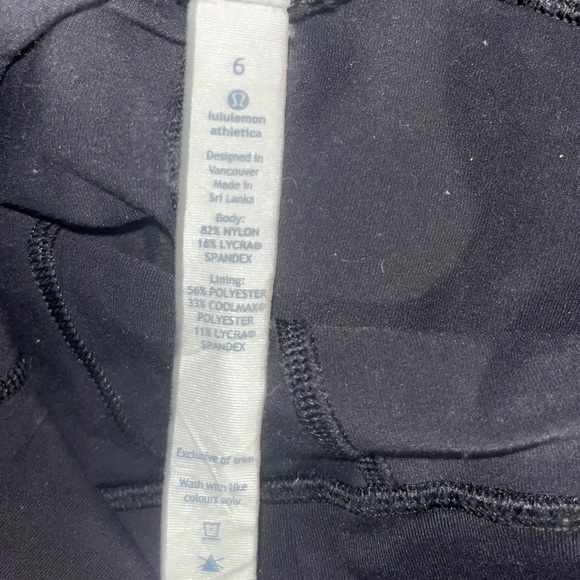 6
lululemon
athletica
Designed in
Vancouver
Made in
Sri Lanka
Body:
82% NYLON
18% LYCRA®
SPANDEX
Lining:
56% POLYESTER
33% COOLMAX®
POLYESTER
11% LYCRA®
SPANDEX
Exclusive of trim
Wash with like
colours only